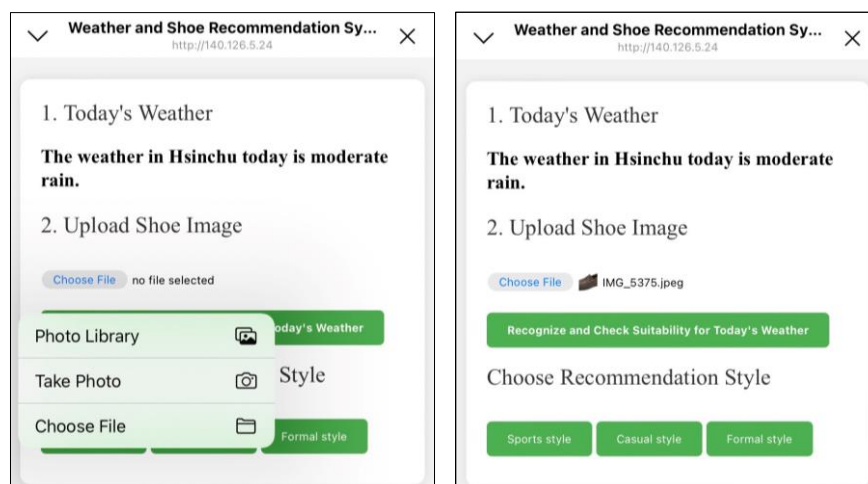 Weather and Shoe Recommendation Sy...
http://140.126.5.24
1. Today's Weather
The weather in Hsinchu today is moderate
rain.
2. Upload Shoe Image
Choose File no file selected
oday's Weather
Photo Library
Take Photo
Style
Choose File
Formal style
Weather and Shoe Recommendation Sy...
http://140.126.5.24
1. Today's Weather
The weather in Hsinchu today is moderate
rain.
2. Upload Shoe Image
Choose File IMG_5375.jpeg
Recognize and Check Suitability for Today's Weather
Choose Recommendation Style
Sports style Casual style Formal style